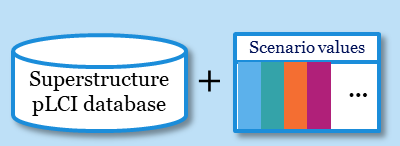 Superstructure
pLCI database
+
Scenario values
...